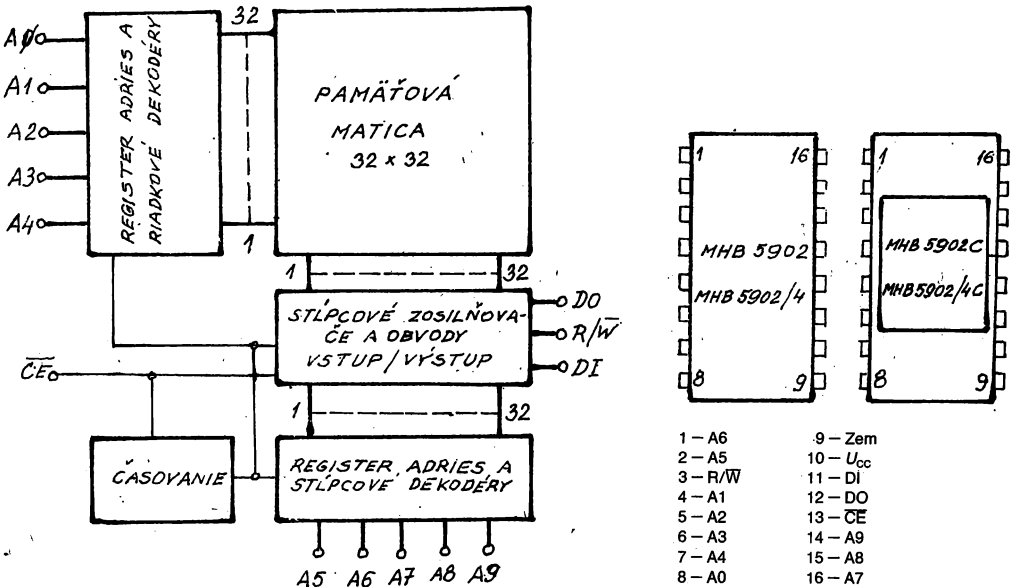 32
AØ
A1
A2
A3
A4
REGISTER ADRIES A
RIADKOVÉ DEKODÉRY
1
PAMÄŤOVÁ
MATICA
32 × 32
1
32
STĹPCOVÉ ZOSILŇOVA-
ČE A OBVODY
VSTUP/VÝSTUP
DO
R/W̅
DI
C̅E̅
1
32
ČASOVANIE
REGISTER ADRIES A
STĹPCOVÉ DEKODÉRY
A5 A6 A7 A8 A9
1 16
MHB 5902
MHB 5902/4
8 9
1 16
MHB 5902C
MHB 5902/4C
8 9
1 – A6
2 – A5
3 – R/W̅
4 – A1
5 – A2
6 – A3
7 – A4
8 – A0
9 – Zem
10 – Ucc
11 – DI
12 – DO
13 – C̅E̅
14 – A9
15 – A8
16 – A7